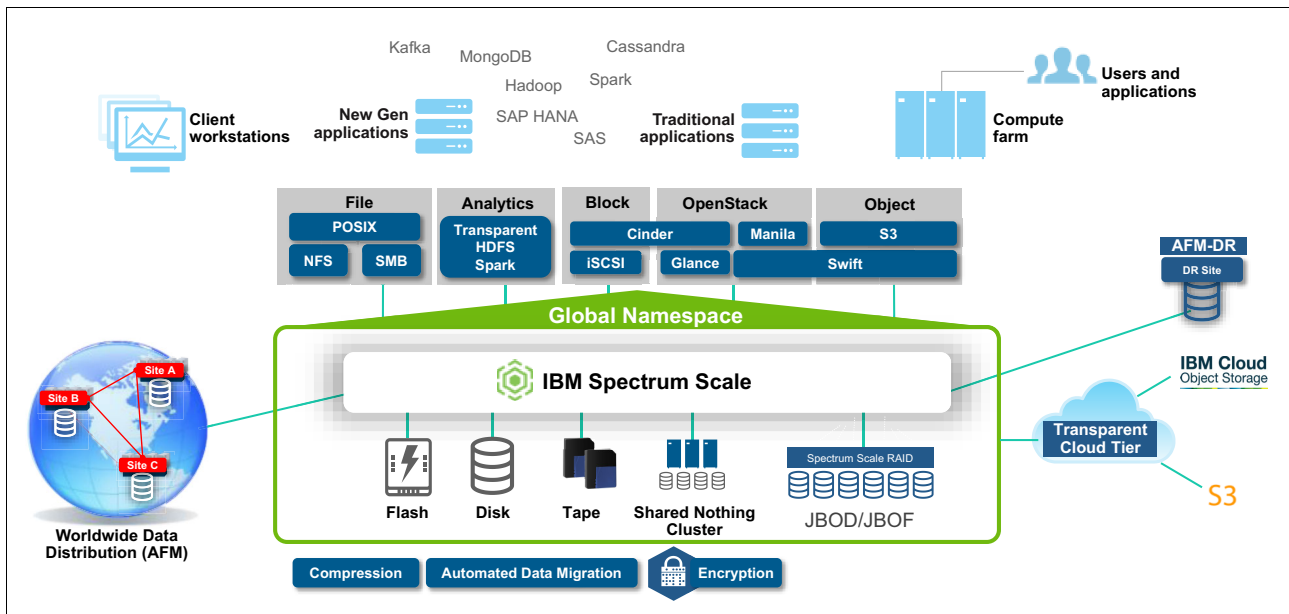 Kafka
MongoDB
Cassandra
Hadoop
Spark
SAP HANA
SAS
Client
workstations
New Gen
applications
Traditional
applications
Compute
farm
Users and
applications
File
POSIX
NFS
SMB
Analytics
Transparent
HDFS
Spark
Block
OpenStack
Cinder
Manila
iSCSI
Glance
Object
S3
Swift
AFM-DR
DR Site
Global Namespace
IBM Spectrum Scale
Site A
Site B
Site C
Worldwide Data
Distribution (AFM)
Flash
Disk
Tape
Shared Nothing
Cluster
Spectrum Scale RAID
JBOD/JBOF
IBM Cloud
Object Storage
Transparent
Cloud Tier
S3
Compression
Automated Data Migration
Encryption